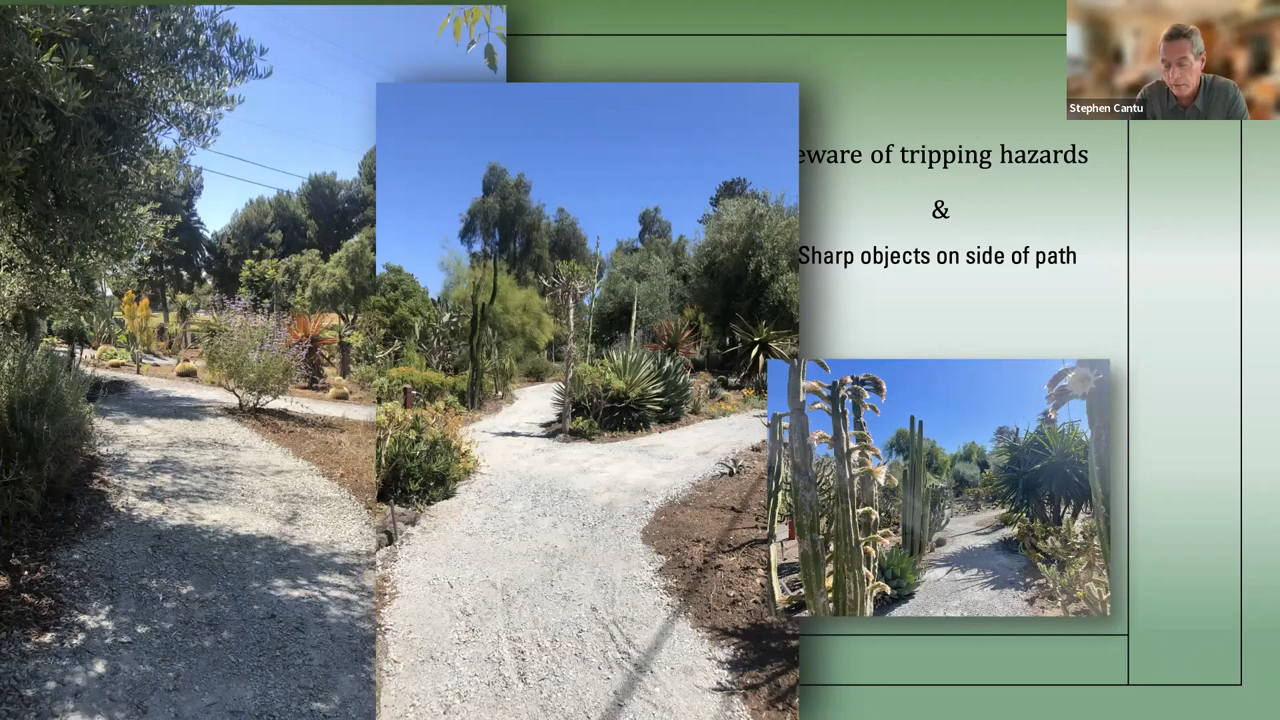 eware of tripping hazards
&
Sharp objects on side of path
Stephen Cantu